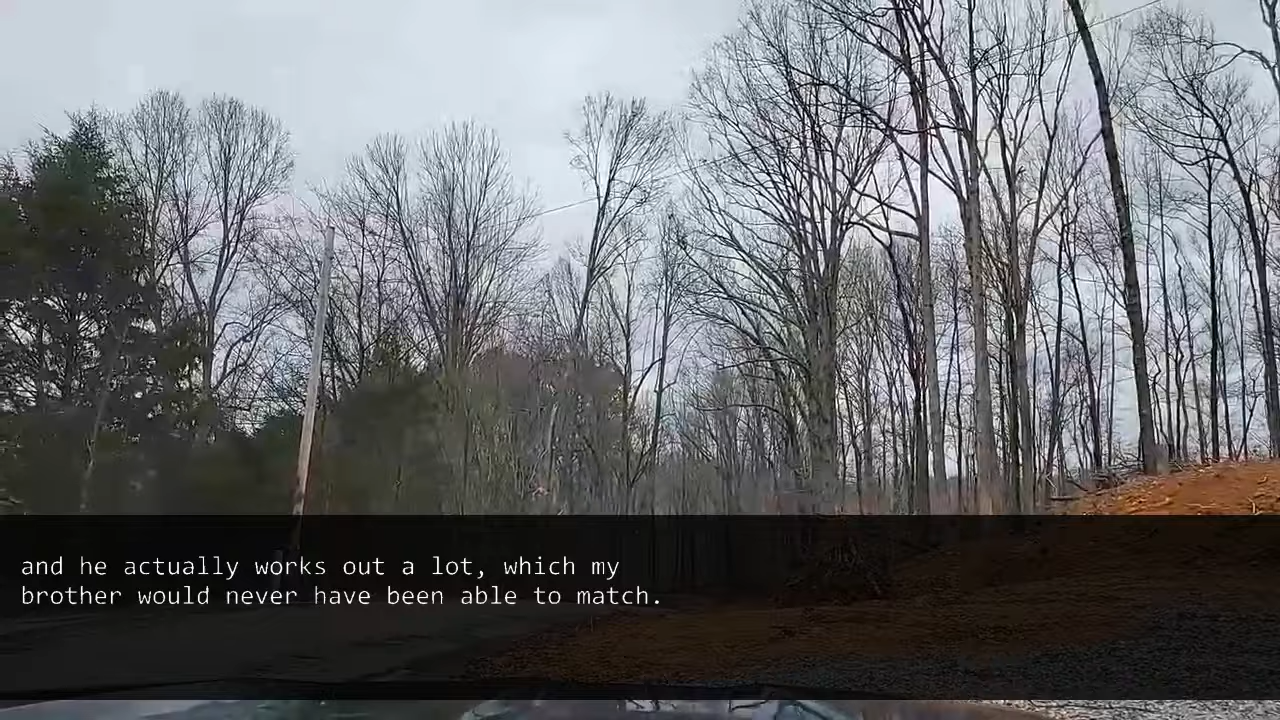 and he actually works out a lot, which my
brother would never have been able to match.